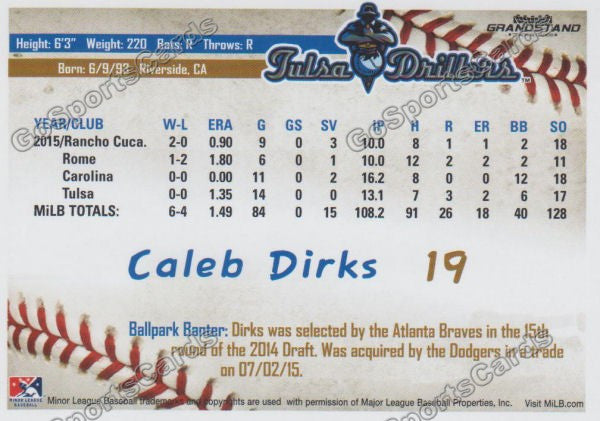 Height: 6'3" Weight: 220 Bats: R Throws: R
Born: 6/9/93 Riverside, CA
Tulsa Drillers
GRANDSTAND
YEAR/CLUB W-L ERA G GS SV IP H R ER BB SO
2015/Rancho Cuca. 2-0 0.90 9 0 3 10.0 8 1 1 2 18
Rome 1-2 1.80 6 0 1 10.0 12 2 2 2 11
Carolina 0-0 0.00 11 0 2 16.2 8 0 0 12 18
Tulsa 0-0 1.35 14 0 0 13.1 7 3 2 6 17
MiLB TOTALS: 6-4 1.49 84 0 15 108.2 91 26 18 40 128
Caleb Dirks 19
Ballpark Banter: Dirks was selected by the Atlanta Braves in the 15th
round of the 2014 Draft. Was acquired by the Dodgers in a trade
on 07/02/15.
MINOR LEAGUE
BASEBALL
Minor League Baseball trademarks and copyrights are used with permission of Major League Baseball Properties, Inc. Visit MiLB.com
GoSportsCards